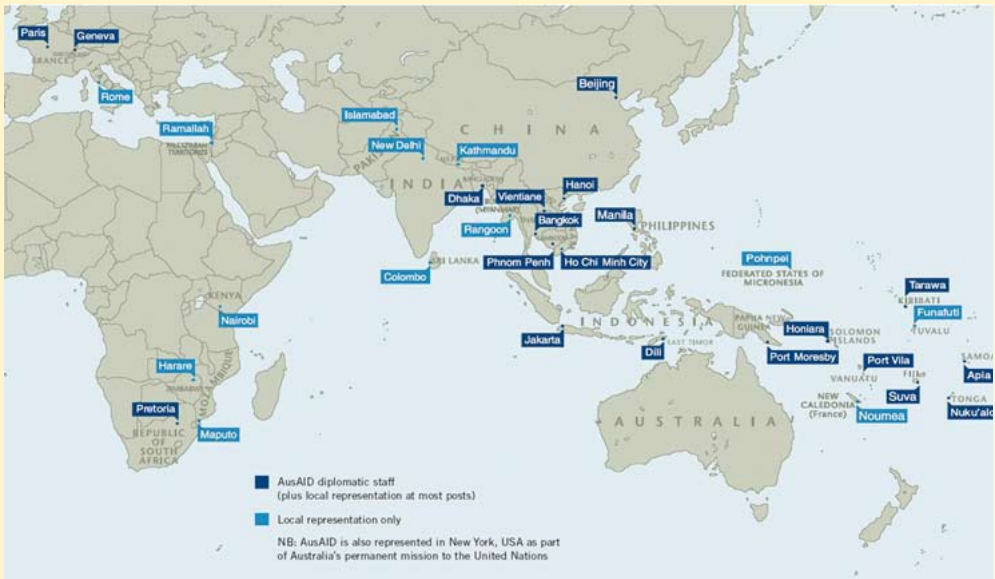 Paris
Geneva
FRANCE
Rome
Ramallah
Beijing
Islamabad
CHINA
New Delhi
Kathmandu
PAKISTAN
INDIA
Dhaka
Vientiane
Hanoi
(MYANMAR)
Rangoon
Bangkok
Manilla
PHILIPPINES
Colombo
SRI LANKA
Phnom Penh
Ho Chi Minh City
Pohnpei
FEDERATED STATES OF
MICRONESIA
Tarawa
KIRIBATI
Funafuti
TUVALU
KENYA
Nairobi
INDONESIA
Jakarta
Dili
EAST TIMOR
PAPUA NEW
GUINEA
Honiara
SOLOMON
ISLANDS
Port Moresby
Port Vila
VANUATU
FIJI
Suva
SAMOA
Apia
TONGA
Nuku'alo
NEW
CALEDONIA
(France)
Noumea
Harare
ZIMBABWE
MOZAMBIQUE
Pretoria
Maputo
REPUBLIC
OF
SOUTH
AFRICA
AUSTRALIA
AusAID diplomatic staff
(plus local representation at most posts)
Local representation only
NB: AusAID is also represented in New York, USA as part
of Australia's permanent mission to the United Nations